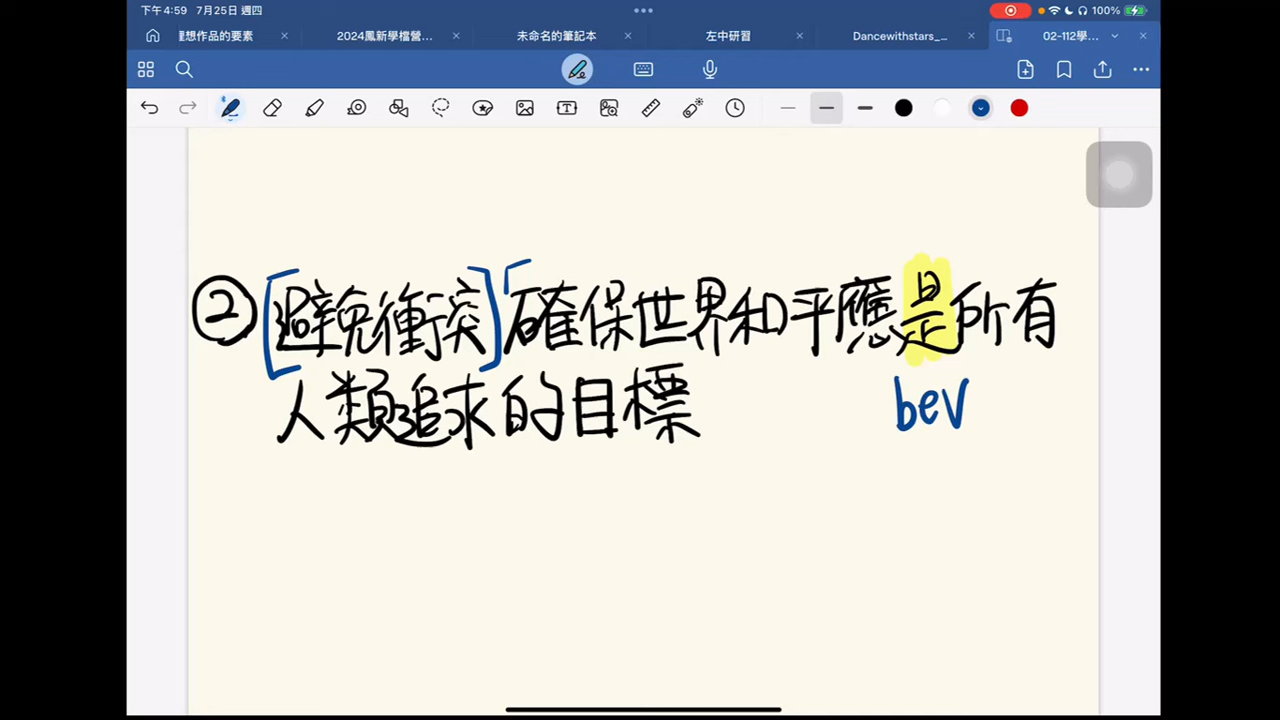 下午4:59 7月25日 週四
100%
理想作品的要素
2024鳳新學檔營...
未命名的筆記本
左中研習
Dancewithstars_...
02-112學...
②[避免衝突]「確保世界和平應是所有
人類追求的目標
beV